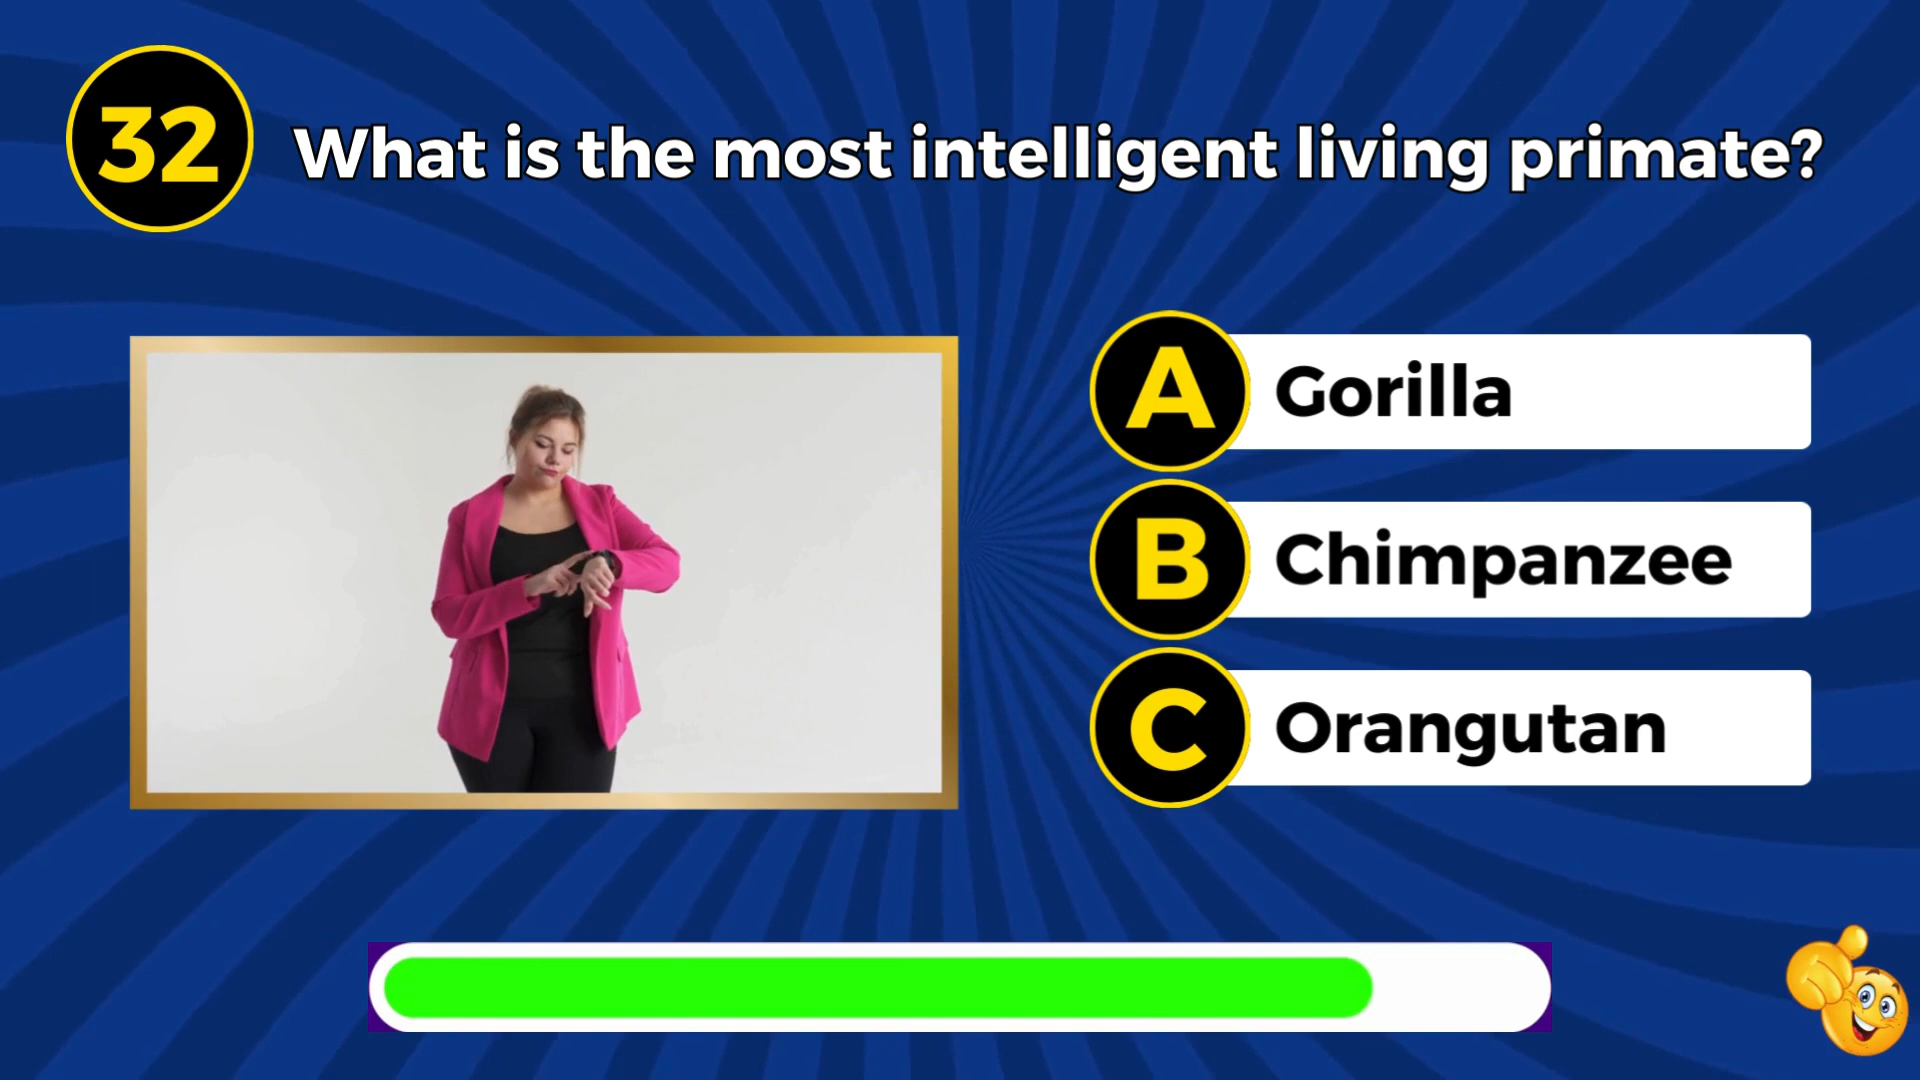 32
What is the most intelligent living primate?
A Gorilla
B Chimpanzee
C Orangutan